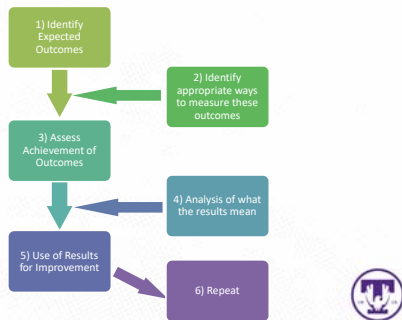 1) Identify
Expected
Outcomes
2) Identify
appropriate ways
to measure these
outcomes
3) Assess
Achievement of
Outcomes
4) Analysis of what
the results mean
5) Use of Results
for Improvement
6) Repeat
T